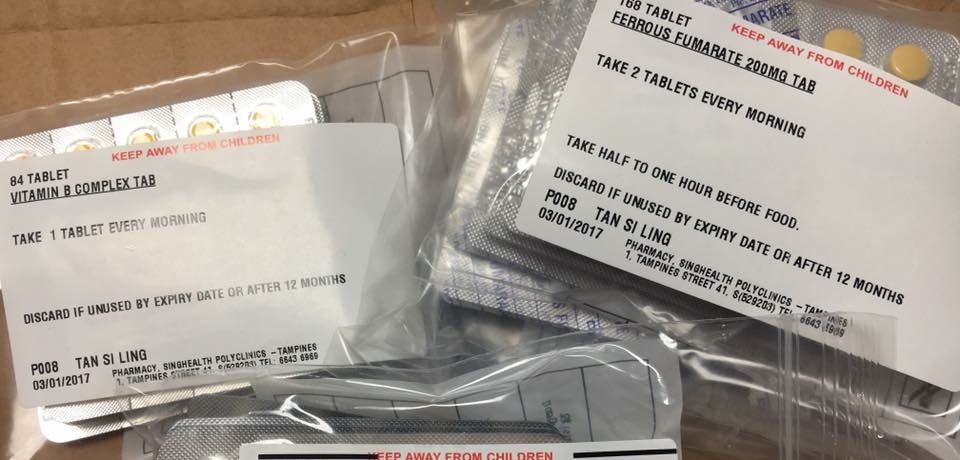 KEEP AWAY FROM CHILDREN
84 TABLET
VITAMIN B COMPLEX TAB
TAKE 1 TABLET EVERY MORNING
DISCARD IF UNUSED BY EXPIRY DATE OR AFTER 12 MONTHS
P008 TAN SI LING
03/01/2017
PHARMACY, SINGHEALTH POLYCLINICS -TAMPINES
1, TAMPINES STREET 41, S(529203) TEL: 6643 6969
168 TABLET
FERROUS FUMARATE 200MG TAB
KEEP AWAY FROM CHILDREN
TAKE 2 TABLETS EVERY MORNING
TAKE HALF TO ONE HOUR BEFORE FOOD.
DISCARD IF UNUSED BY EXPIRY DATE OR AFTER 12 MONTHS
P008 TAN SI LING
03/01/2017
PHARMACY, SINGHEALTH POLYCLINICS -TAMPINES
1, TAMPINES STREET 41, S(529203) TEL: 6643 6969
KEEP AWAY FROM CHILDREN